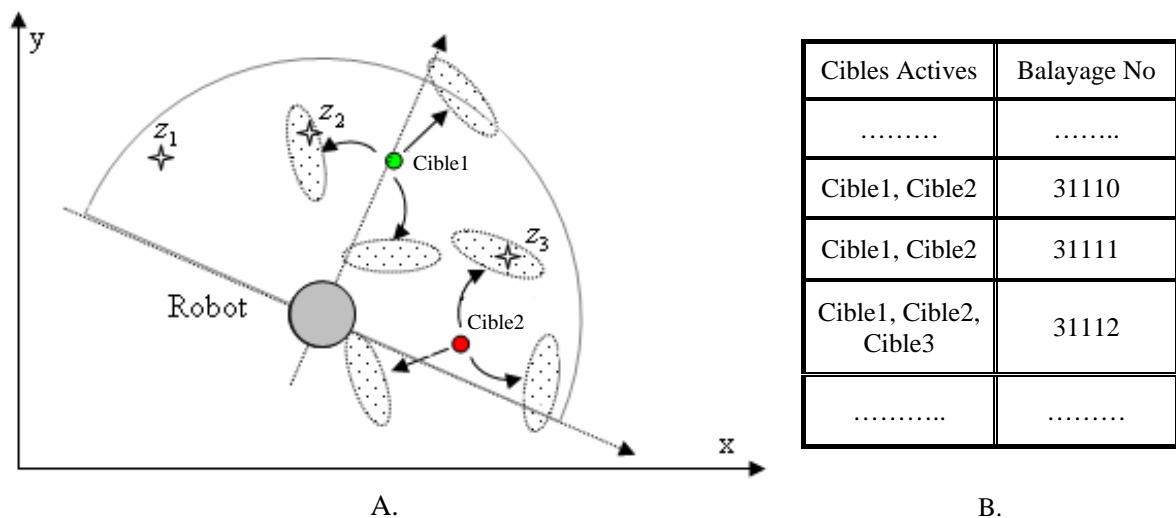 y
z1
z2
Cible1
z3
Robot
Cible2
x
A.
Cibles Actives Balayage No
……… ……..
Cible1, Cible2 31110
Cible1, Cible2 31111
Cible1, Cible2,
Cible3 31112
……….. ………
B.